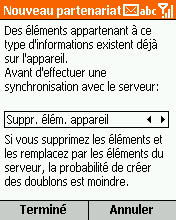 Nouveau partenariat abc
Des éléments appartenant à ce
type d'informations existent déjà
sur l'appareil.
Avant d'effectuer une
synchronisation avec le serveur:
Suppr. élém. appareil
Si vous supprimez les éléments et
les remplacez par les éléments du
serveur, la probabilité de créer
des doublons est moindre.
Terminé Annuler